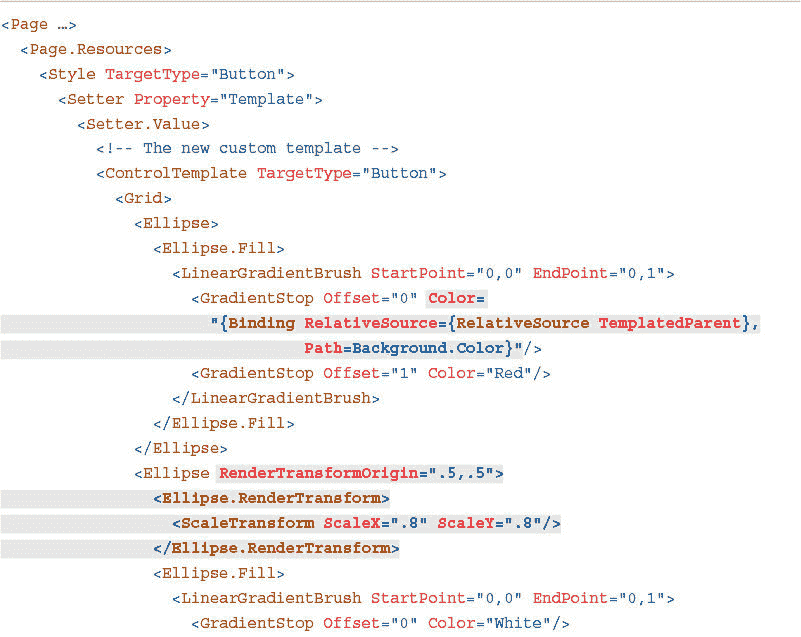 <Page …>
<Page.Resources>
<Style TargetType="Button">
<Setter Property="Template">
<Setter.Value>
<!-- The new custom template -->
<ControlTemplate TargetType="Button">
<Grid>
<Ellipse>
<Ellipse.Fill>
<LinearGradientBrush StartPoint="0,0" EndPoint="0,1">
<GradientStop Offset="0" Color=
"{Binding RelativeSource={RelativeSource TemplatedParent},
Path=Background.Color}"/>
<GradientStop Offset="1" Color="Red"/>
</LinearGradientBrush>
</Ellipse.Fill>
</Ellipse>
<Ellipse RenderTransformOrigin=".5,.5">
<Ellipse.RenderTransform>
<ScaleTransform ScaleX=".8" ScaleY=".8"/>
</Ellipse.RenderTransform>
<Ellipse.Fill>
<LinearGradientBrush StartPoint="0,0" EndPoint="0,1">
<GradientStop Offset="0" Color="White"/>